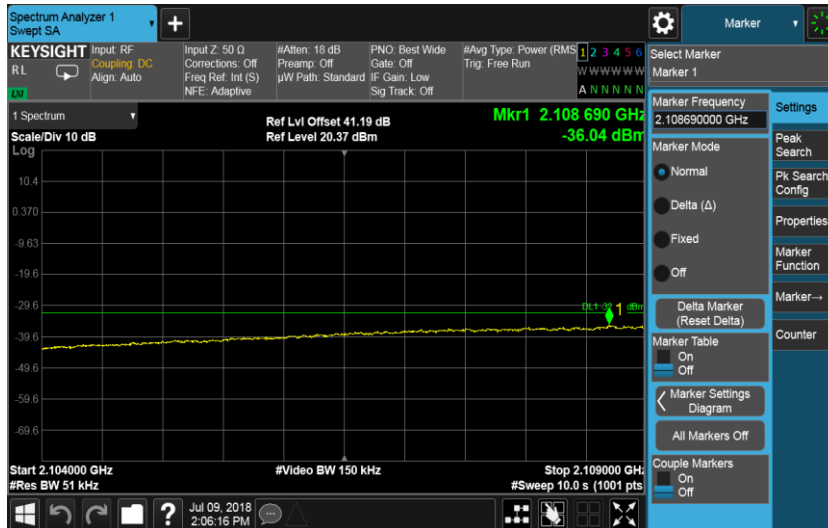 Spectrum Analyzer 1
Swept SA
Marker
KEYSIGHT
RL
LXI
Input: RF
Coupling: DC
Align: Auto
Input Z: 50 Ω
Corrections: Off
Freq Ref: Int (S)
NFE: Adaptive
#Atten: 18 dB
Preamp: Off
µW Path: Standard
PNO: Best Wide
Gate: Off
IF Gain: Low
Sig Track: Off
#Avg Type: Power (RMS
Trig: Free Run
1 2 3 4 5 6
W W W W W W
A N N N N N
1 Spectrum
Scale/Div 10 dB
Log
Ref Lvl Offset 41.19 dB
Ref Level 20.37 dBm
Mkr1 2.108 690 GHz
-36.04 dBm
10.4
0.370
-9.63
-19.6
-29.6
-39.6
-49.6
-59.6
-69.6
1 dBm
Start 2.104000 GHz
#Res BW 51 kHz
#Video BW 150 kHz
Stop 2.109000 GHz
#Sweep 10.0 s (1001 pts
?
Jul 09, 2018
2:06:16 PM
Select Marker
Marker 1
Marker Frequency
2.108690000 GHz
Marker Mode
Normal
Delta (Δ)
Fixed
Off
Delta Marker
(Reset Delta)
Marker Table
On
Off
Marker Settings
Diagram
All Markers Off
Couple Markers
On
Off
Settings
Peak
Search
Pk Search
Config
Properties
Marker
Function
Marker→
Counter